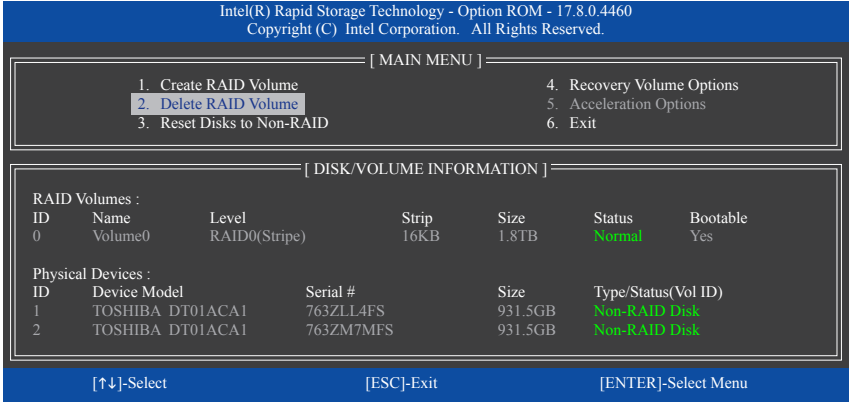 Intel(R) Rapid Storage Technology - Option ROM - 17.8.0.4460
Copyright (C) Intel Corporation. All Rights Reserved.
[ MAIN MENU ]
1. Create RAID Volume 4. Recovery Volume Options
2. Delete RAID Volume 5. Acceleration Options
3. Reset Disks to Non-RAID 6. Exit
[ DISK/VOLUME INFORMATION ]
RAID Volumes :
ID Name Level Strip Size Status Bootable
0 Volume0 RAID0(Stripe) 16KB 1.8TB Normal Yes
Physical Devices :
ID Device Model Serial # Size Type/Status(Vol ID)
1 TOSHIBA DT01ACA1 763ZLL4FS 931.5GB Non-RAID Disk
2 TOSHIBA DT01ACA1 763ZM7MFS 931.5GB Non-RAID Disk
[↑↓]-Select [ESC]-Exit [ENTER]-Select Menu